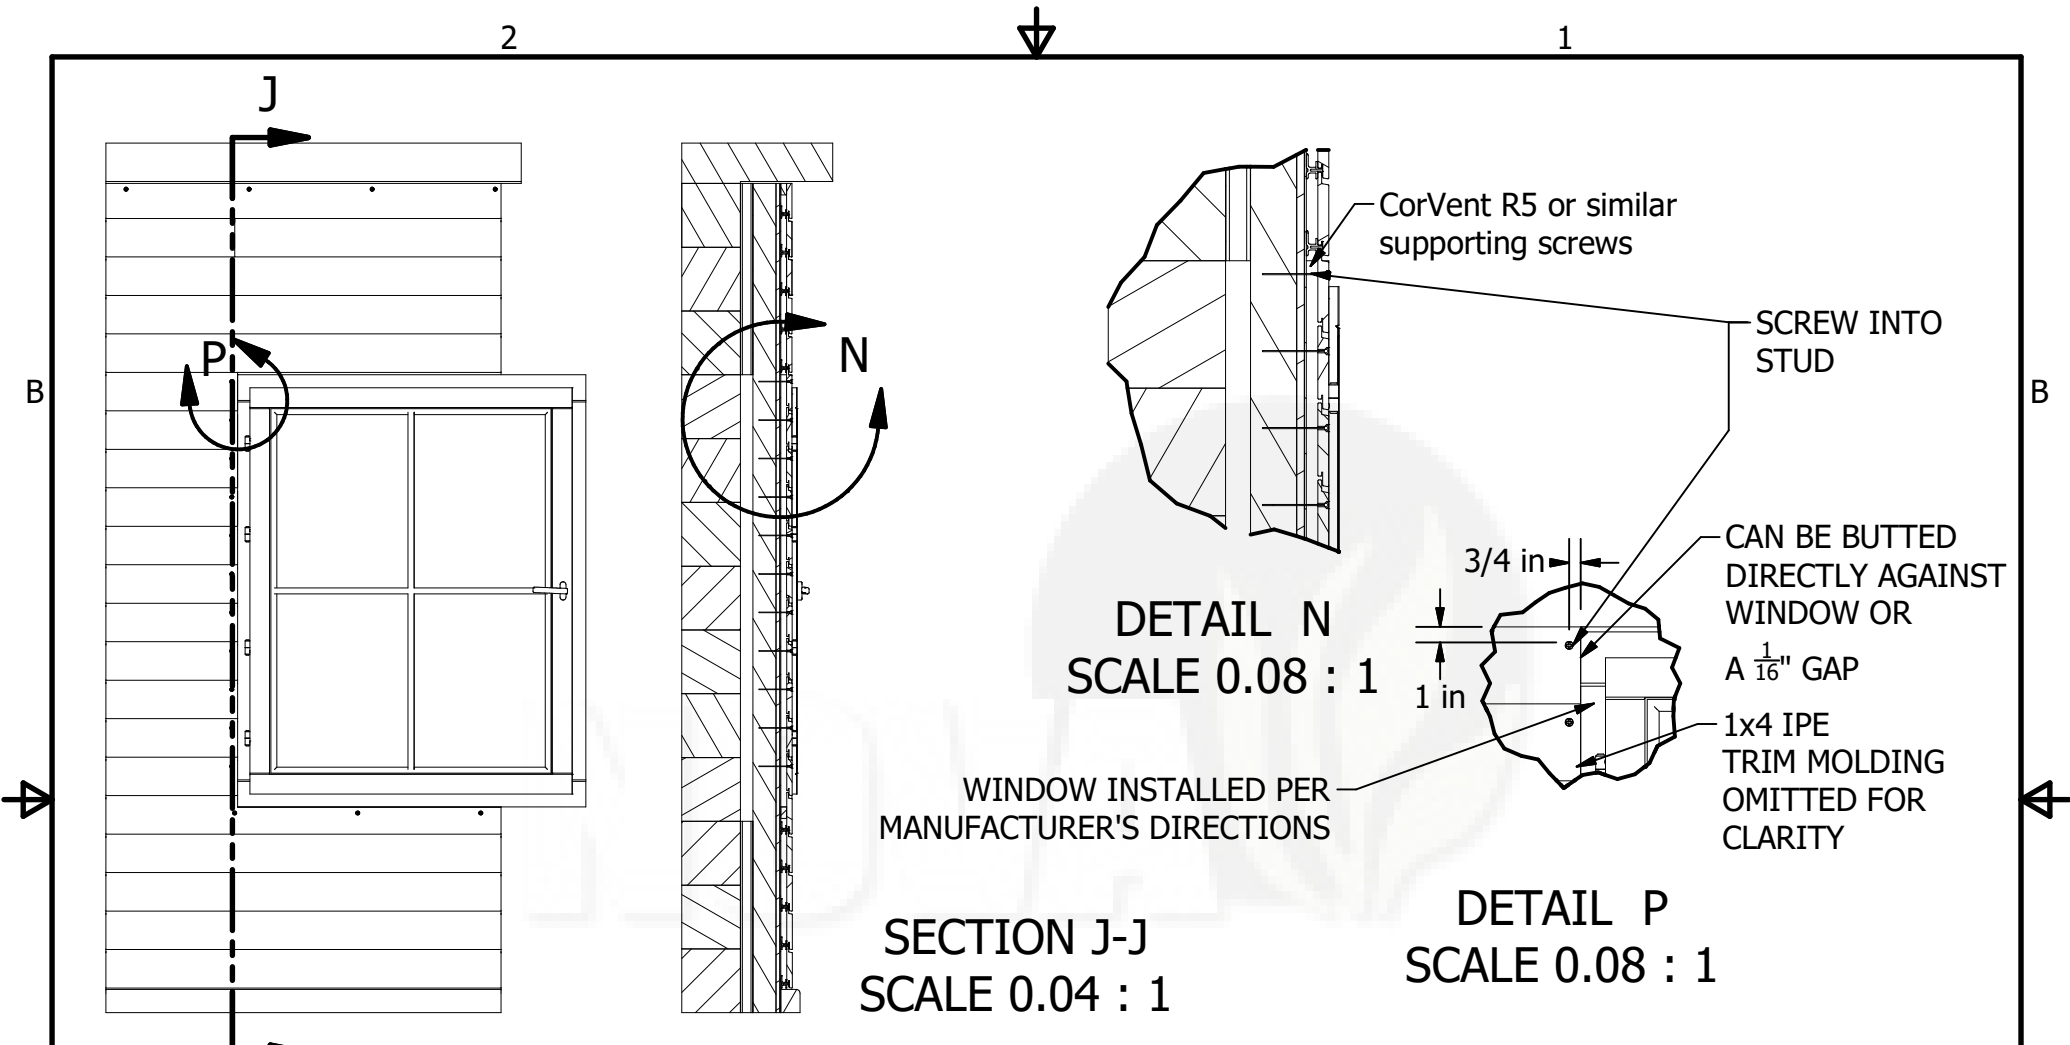 2
1
J
CorVent R5 or similar
supporting screws
SCREW INTO
STUD
P
N
B
B
3/4 in
CAN BE BUTTED
DIRECTLY AGAINST
WINDOW OR
A 1/16" GAP
DETAIL N
SCALE 0.08 : 1
1 in
1x4 IPE
TRIM MOLDING
OMITTED FOR
CLARITY
WINDOW INSTALLED PER
MANUFACTURER'S DIRECTIONS
SECTION J-J
SCALE 0.04 : 1
DETAIL P
SCALE 0.08 : 1